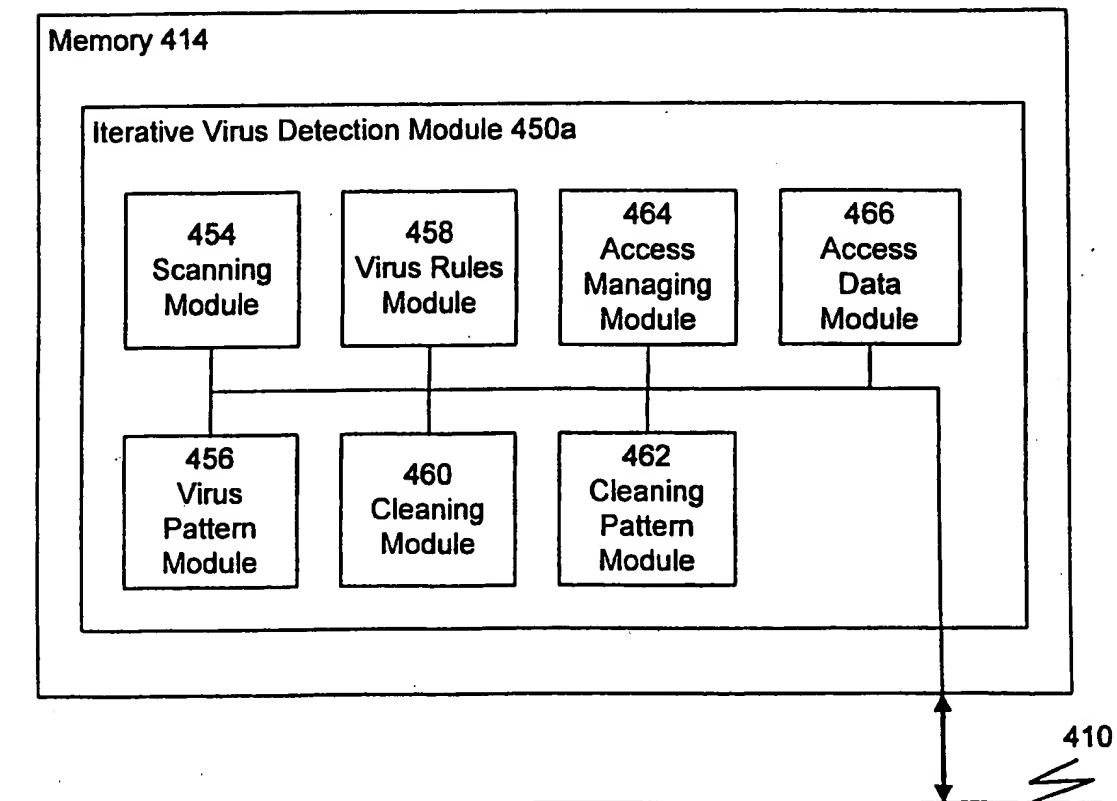 Memory 414
Iterative Virus Detection Module 450a
454
Scanning
Module
458
Virus Rules
Module
464
Access
Managing
Module
466
Access
Data
Module
456
Virus
Pattern
Module
460
Cleaning
Module
462
Cleaning
Pattern
Module
410